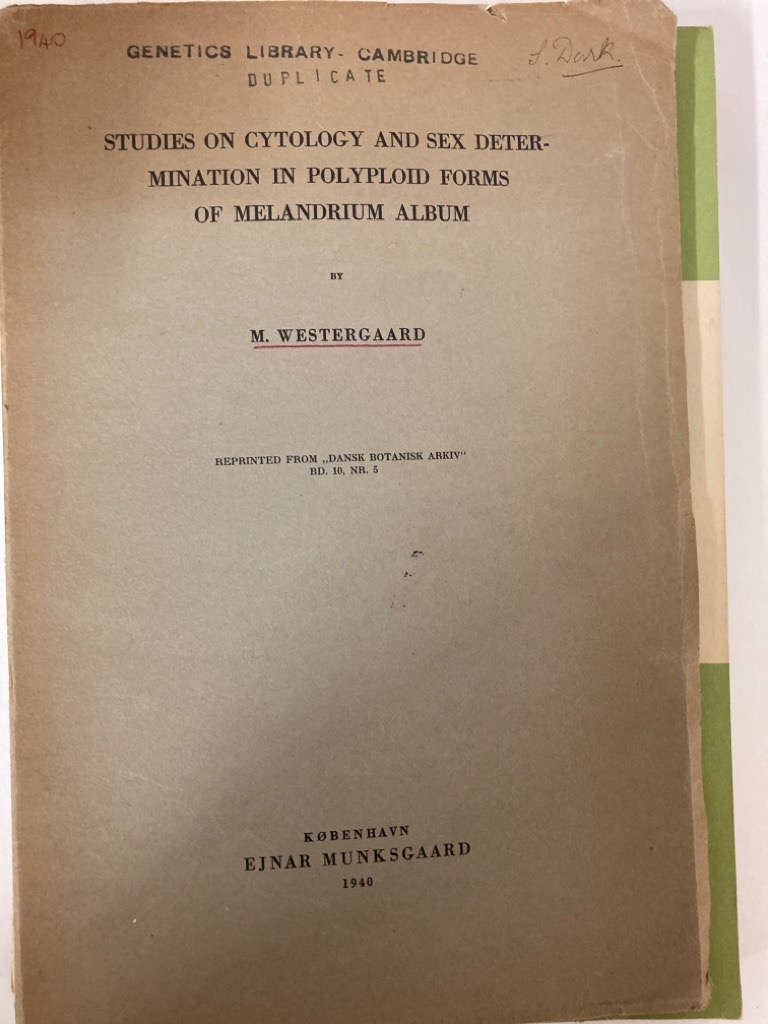 1940
GENETICS LIBRARY - CAMBRIDGE
DUPLICATE
S. Dark.
STUDIES ON CYTOLOGY AND SEX DETER-
MINATION IN POLYPLOID FORMS
OF MELANDRIUM ALBUM
BY
M. WESTERGAARD
REPRINTED FROM „DANSK BOTANISK ARKIV"
BD. 10, NR. 5
KØBENHAVN
EJNAR MUNKSGAARD
1940